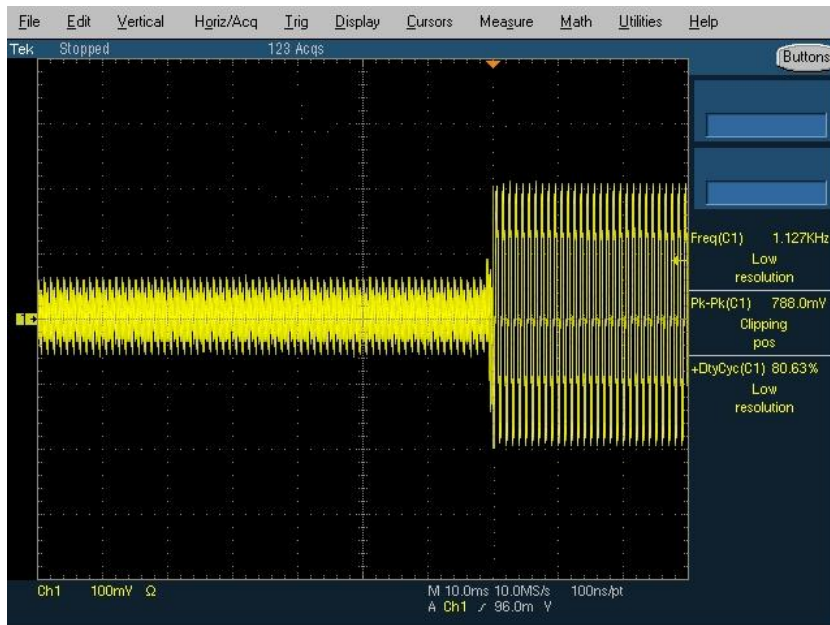 File Edit Vertical Horiz/Acq Trig Display Cursors Measure Math Utilities Help
Tek Stopped 123 Acqs
Buttons
Freq(C1) 1.127KHz
Low
resolution
Pk-Pk(C1) 788.0mV
Clipping
pos
+DtyCyc(C1) 80.63%
Low
resolution
1
Ch1 100mV Ω
M 10.0ms 10.0MS/s 100ns/pt
A Ch1 ⁄ 96.0m V